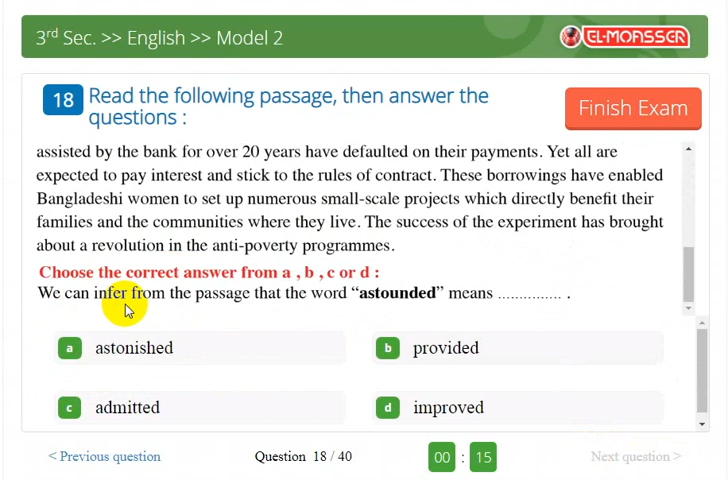 3rd Sec. >> English >> Model 2
EL-MOASSER
18 Read the following passage, then answer the
questions :
Finish Exam
assisted by the bank for over 20 years have defaulted on their payments. Yet all are
expected to pay interest and stick to the rules of contract. These borrowings have enabled
Bangladeshi women to set up numerous small-scale projects which directly benefit their
families and the communities where they live. The success of the experiment has brought
about a revolution in the anti-poverty programmes.
Choose the correct answer from a , b , c or d :
We can infer from the passage that the word “astounded” means .............. .
a astonished
b provided
c admitted
d improved
< Previous question
Question 18 / 40
00 : 15
Next question >